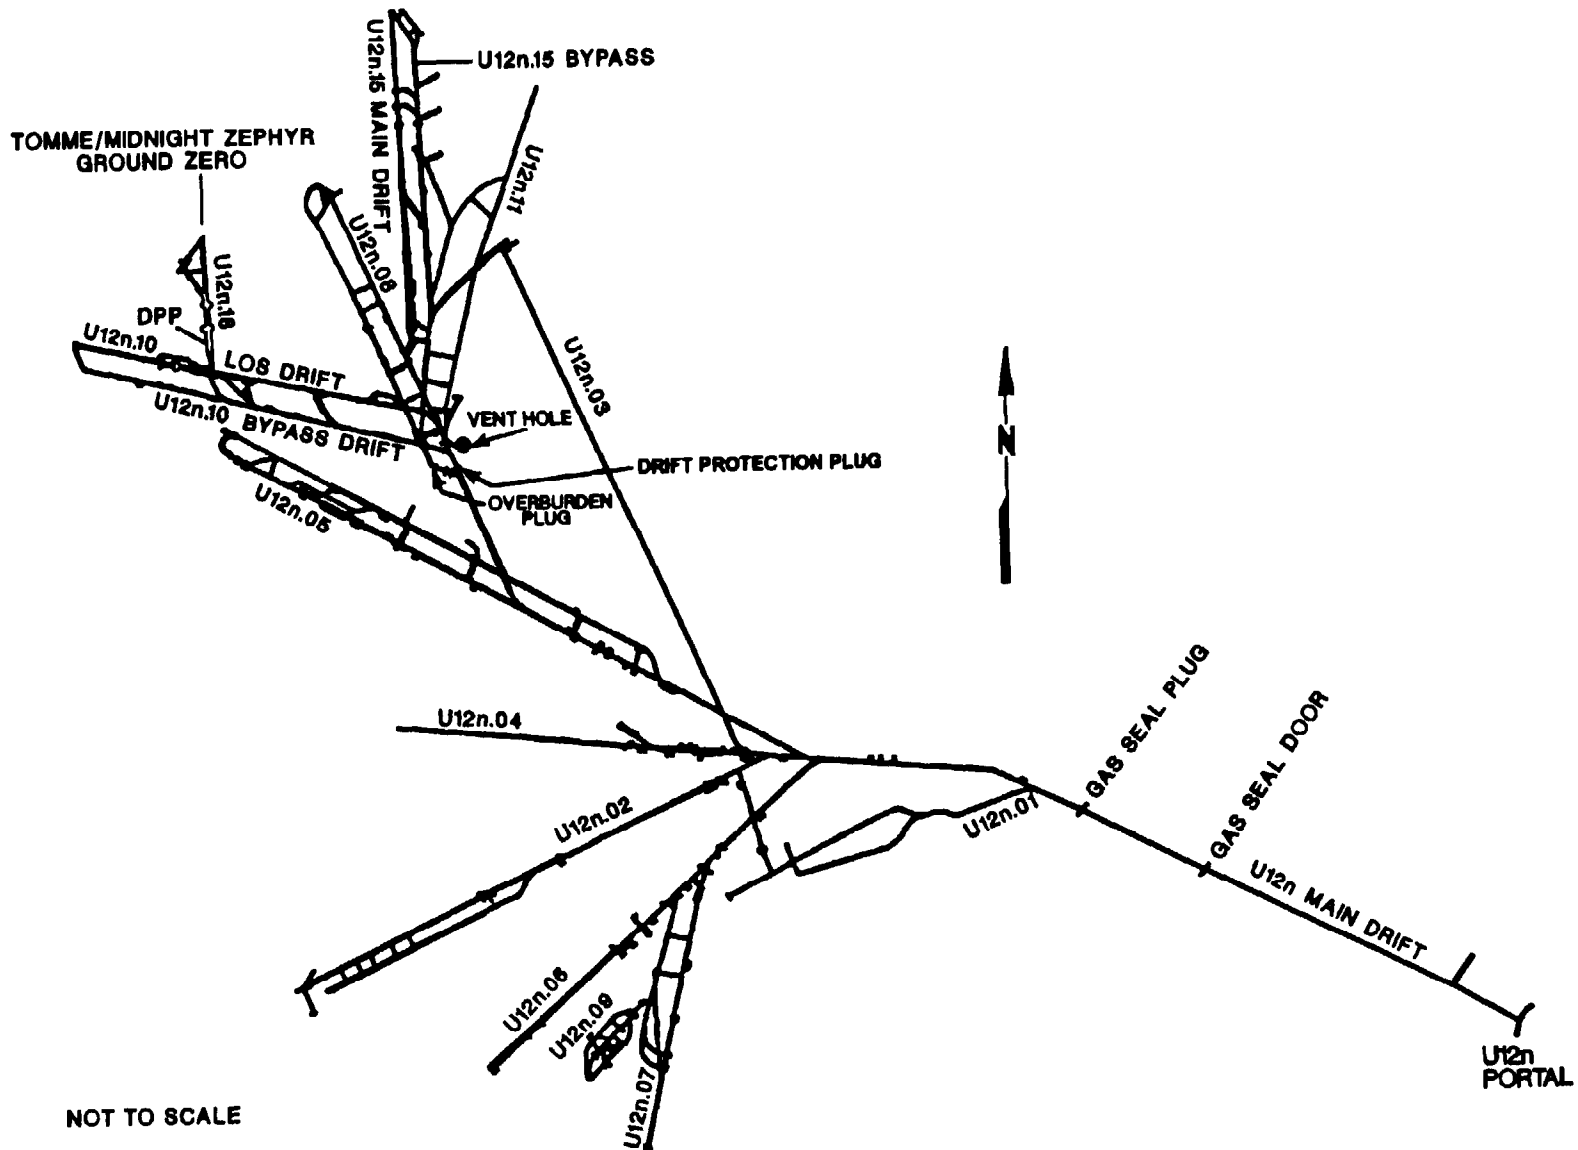 U12n.15 BYPASS
U12n.15 MAIN DRIFT
TOMME/MIDNIGHT ZEPHYR
GROUND ZERO
U12n.11
U12n.08
U12n.18
DPP
U12n.10
LOS DRIFT
U12n.03
U12n.10 BYPASS DRIFT
VENT HOLE
N
DRIFT PROTECTION PLUG
OVERBURDEN
PLUG
U12n.05
U12n.04
GAS SEAL PLUG
GAS SEAL DOOR
U12n.02
U12n.01
U12n MAIN DRIFT
U12n.06
U12n.09
U12n.07
U12n
PORTAL
NOT TO SCALE